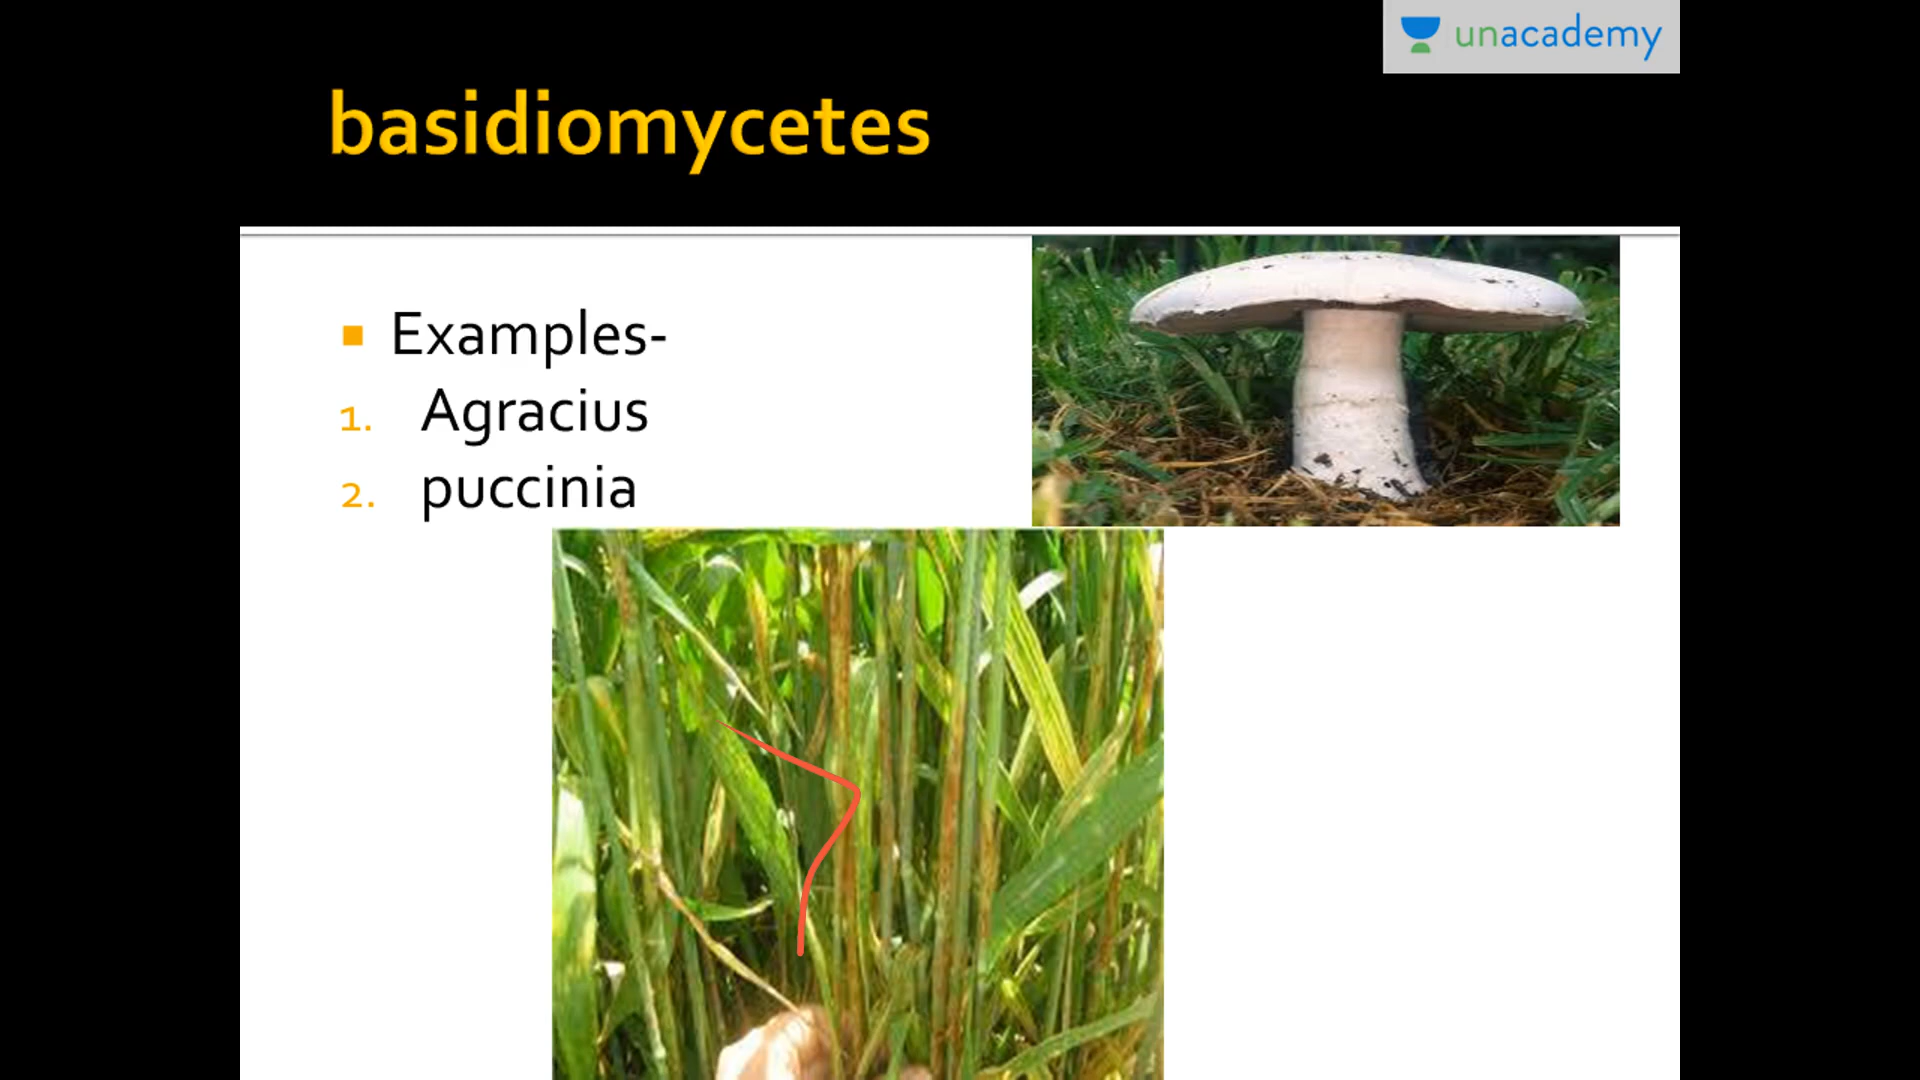 unacademy
basidiomycetes
Examples-
1. Agracius
2. puccinia